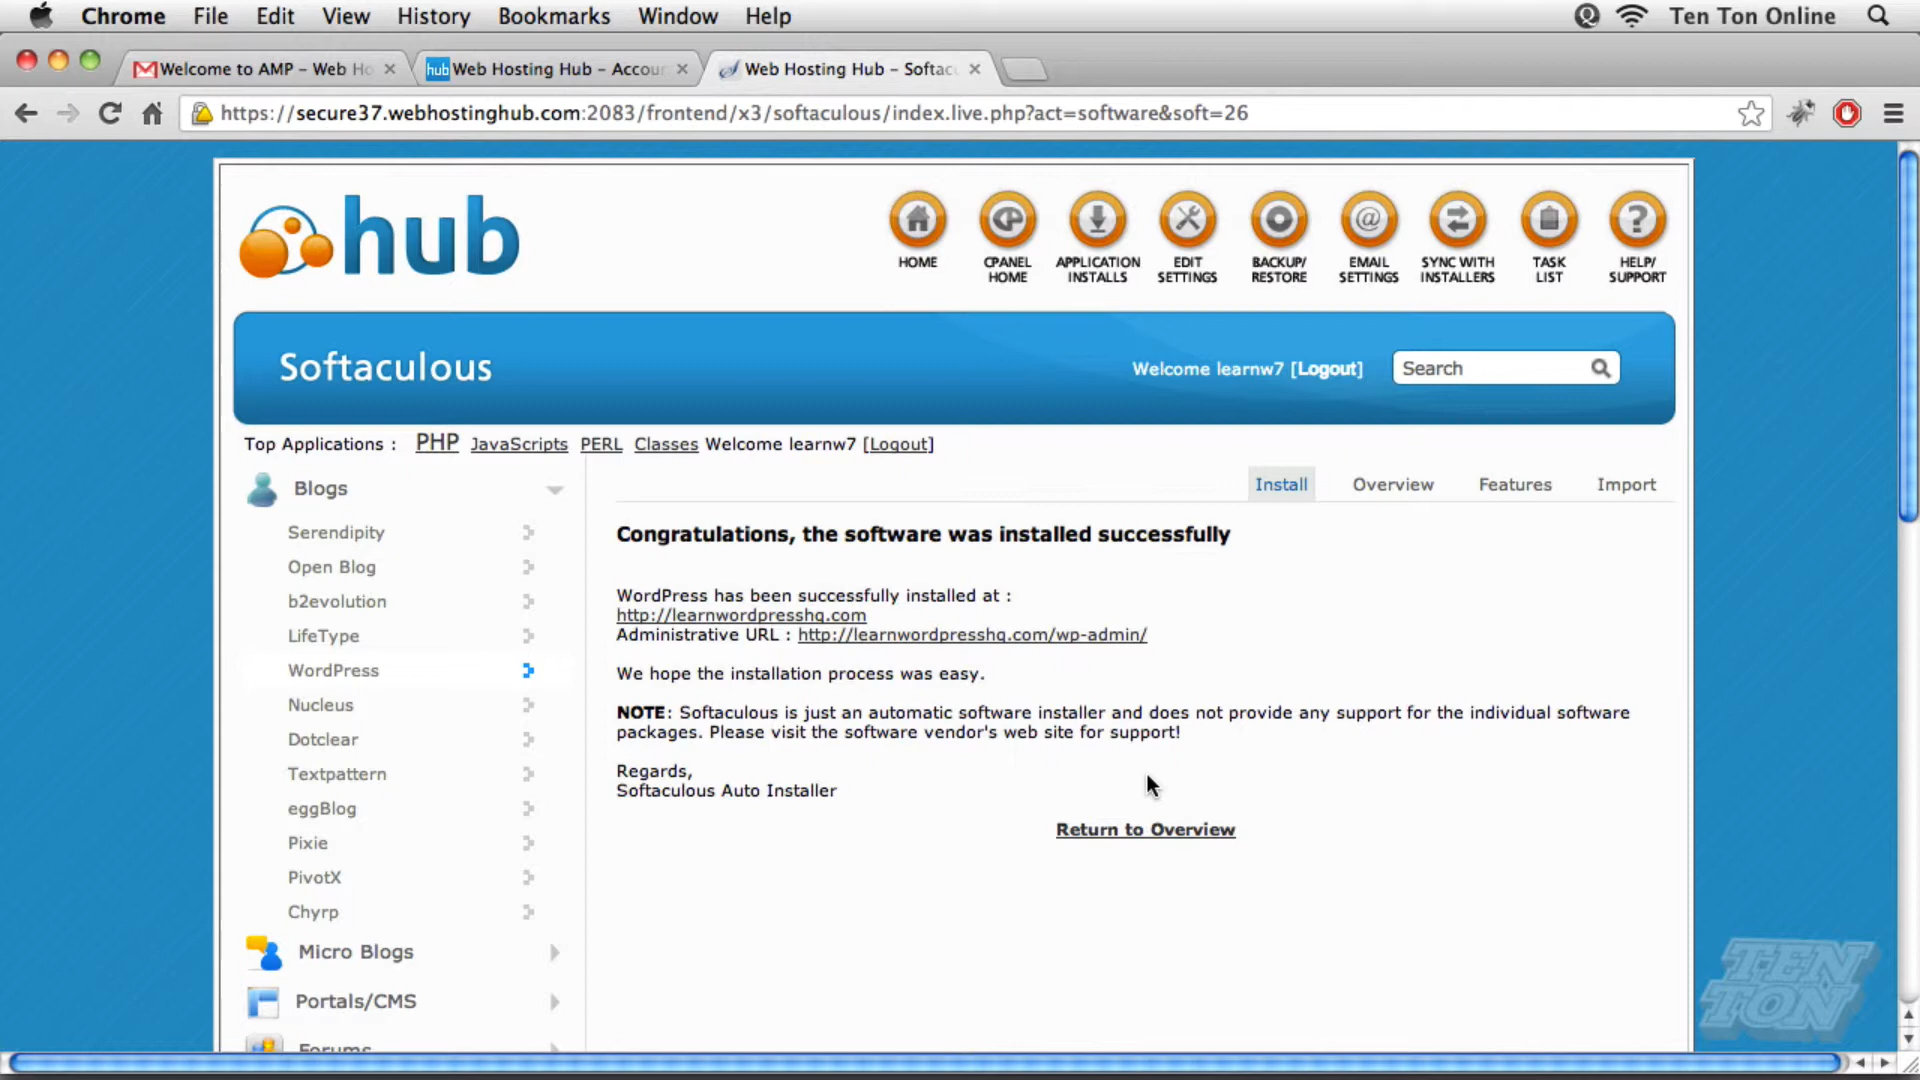 Chrome File Edit View History Bookmarks Window Help Ten Ton Online
Welcome to AMP – Web Ho
hub Web Hosting Hub – Accou
Web Hosting Hub – Softac
https://secure37.webhostinghub.com:2083/frontend/x3/softaculous/index.live.php?act=software&soft=26
hub
HOME
CPANEL HOME
APPLICATION INSTALLS
EDIT SETTINGS
BACKUP/ RESTORE
EMAIL SETTINGS
SYNC WITH INSTALLERS
TASK LIST
HELP/ SUPPORT
Softaculous
Welcome learnw7 [Logout]
Search
Top Applications : PHP JavaScripts PERL Classes Welcome learnw7 [Logout]
Blogs
Serendipity
Open Blog
b2evolution
LifeType
WordPress
Nucleus
Dotclear
Textpattern
eggBlog
Pixie
PivotX
Chyrp
Micro Blogs
Portals/CMS
Forums
Install Overview Features Import
Congratulations, the software was installed successfully
WordPress has been successfully installed at :
http://learnwordpresshq.com
Administrative URL : http://learnwordpresshq.com/wp-admin/
We hope the installation process was easy.
NOTE: Softaculous is just an automatic software installer and does not provide any support for the individual software
packages. Please visit the software vendor's web site for support!
Regards,
Softaculous Auto Installer
Return to Overview
TEN
TON